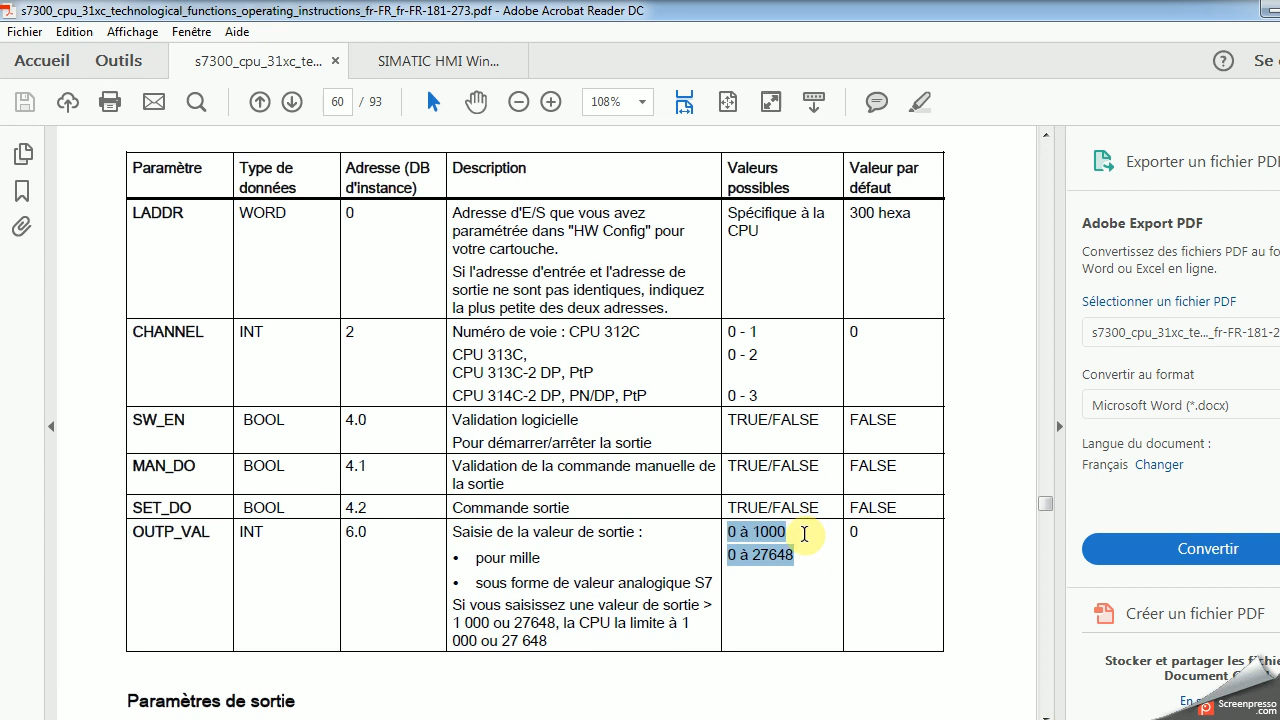 s7300_cpu_31xc_technological_functions_operating_instructions_fr-FR_fr-FR-181-273.pdf - Adobe Acrobat Reader DC
Fichier Edition Affichage Fenêtre Aide
Accueil Outils s7300_cpu_31xc_te... × SIMATIC HMI Win... ? Se
60 / 93 108%
Paramètre Type de données Adresse (DB d'instance) Description Valeurs possibles Valeur par défaut
LADDR WORD 0 Adresse d'E/S que vous avez Spécifique à la 300 hexa
paramétrée dans "HW Config" pour CPU
votre cartouche.
Si l'adresse d'entrée et l'adresse de
sortie ne sont pas identiques, indiquez
la plus petite des deux adresses.
CHANNEL INT 2 Numéro de voie : CPU 312C 0 - 1 0
CPU 313C, 0 - 2
CPU 313C-2 DP, PtP
CPU 314C-2 DP, PN/DP, PtP 0 - 3
SW_EN BOOL 4.0 Validation logicielle TRUE/FALSE FALSE
Pour démarrer/arrêter la sortie
MAN_DO BOOL 4.1 Validation de la commande manuelle de TRUE/FALSE FALSE
la sortie
SET_DO BOOL 4.2 Commande sortie TRUE/FALSE FALSE
OUTP_VAL INT 6.0 Saisie de la valeur de sortie : 0 à 1000 0
• pour mille 0 à 27648
• sous forme de valeur analogique S7
Si vous saisissez une valeur de sortie >
1 000 ou 27648, la CPU la limite à 1
000 ou 27 648
Paramètres de sortie
Exporter un fichier PDF
Adobe Export PDF
Convertissez des fichiers PDF au fo
Word ou Excel en ligne.
Sélectionner un fichier PDF
s7300_cpu_31xc_te..._fr-FR-181-2
Convertir au format
Microsoft Word (*.docx)
Langue du document :
Français Changer
Convertir
Créer un fichier PDF
Stocker et partager les
Document
En
Screenpresso
.com